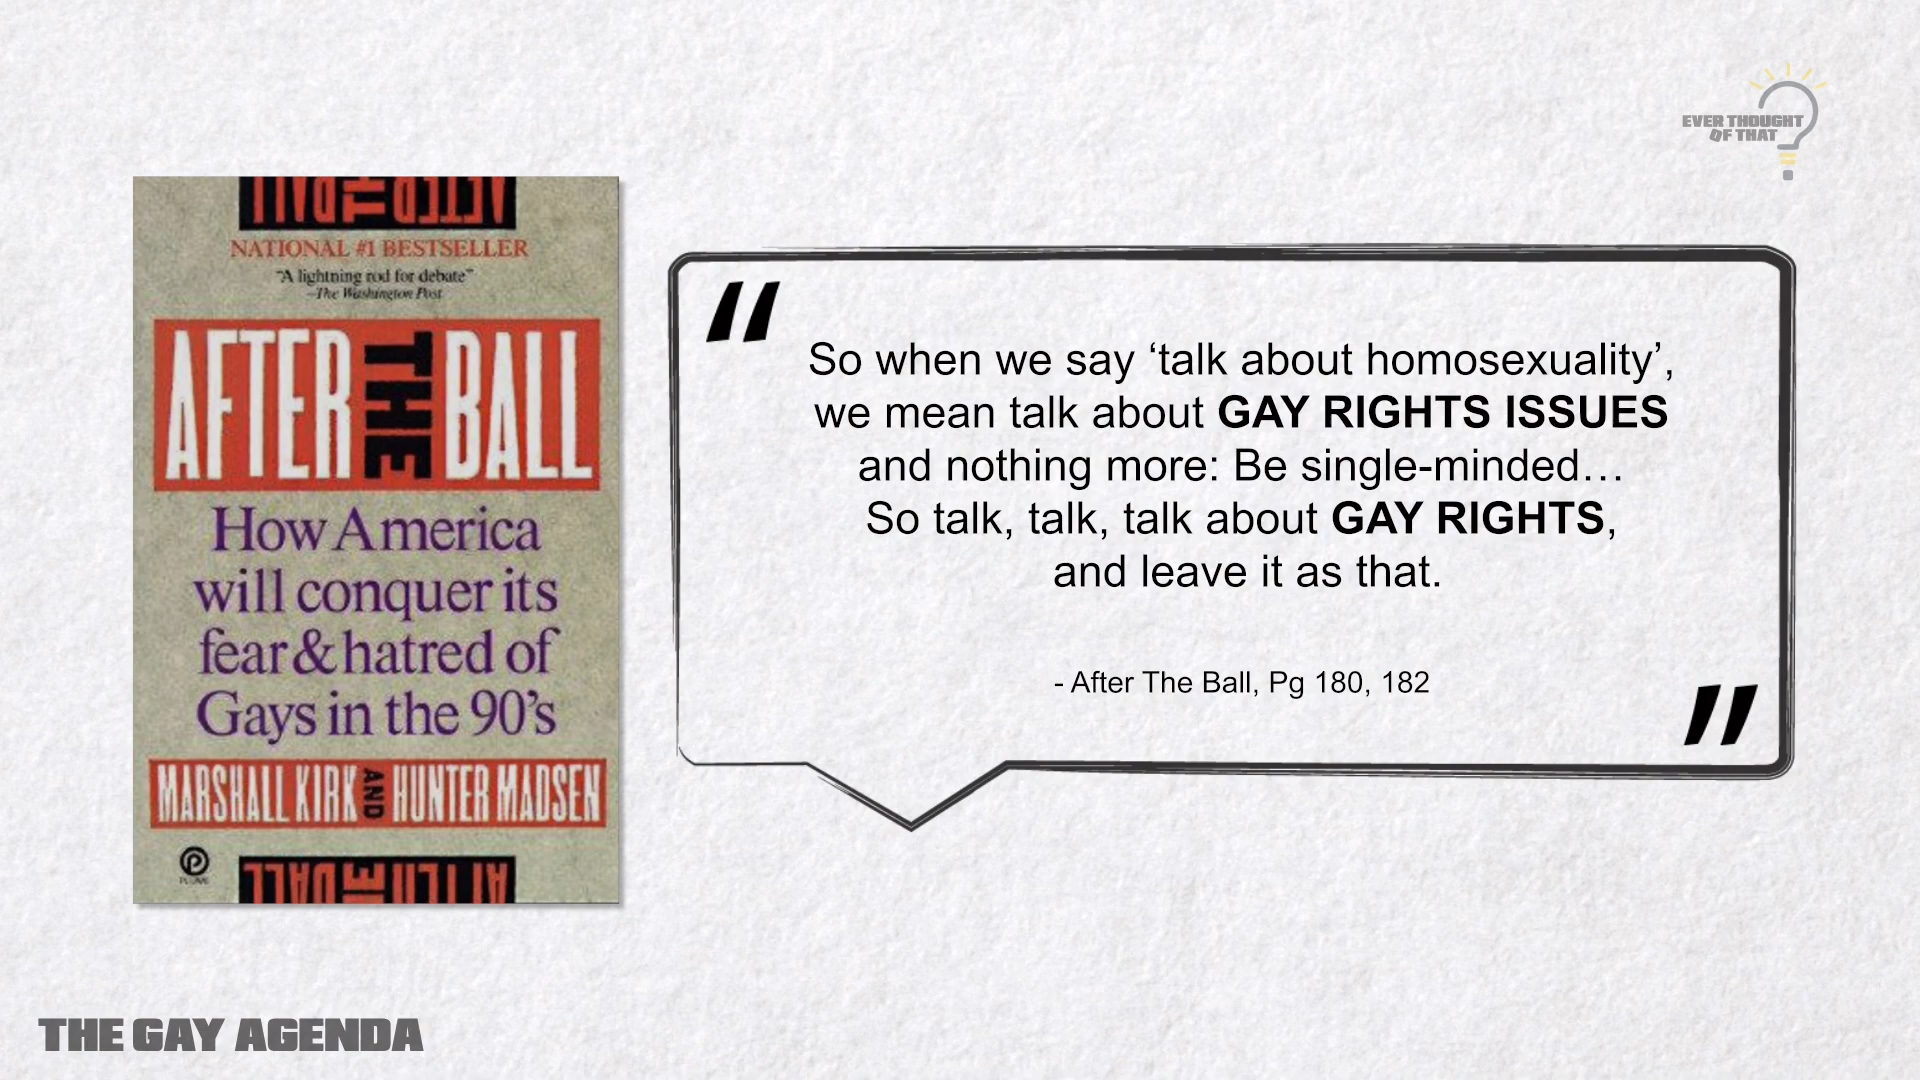 EVER THOUGHT
OF THAT
NATIONAL #1 BESTSELLER
"A lightning rod for debate"
–The Washington Post
AFTER THE BALL
How America
will conquer its
fear & hatred of
Gays in the 90's
MARSHALL KIRK AND HUNTER MADSEN
PLUME
“
So when we say ‘talk about homosexuality’,
we mean talk about GAY RIGHTS ISSUES
and nothing more: Be single-minded…
So talk, talk, talk about GAY RIGHTS,
and leave it as that.
- After The Ball, Pg 180, 182
”
THE GAY AGENDA